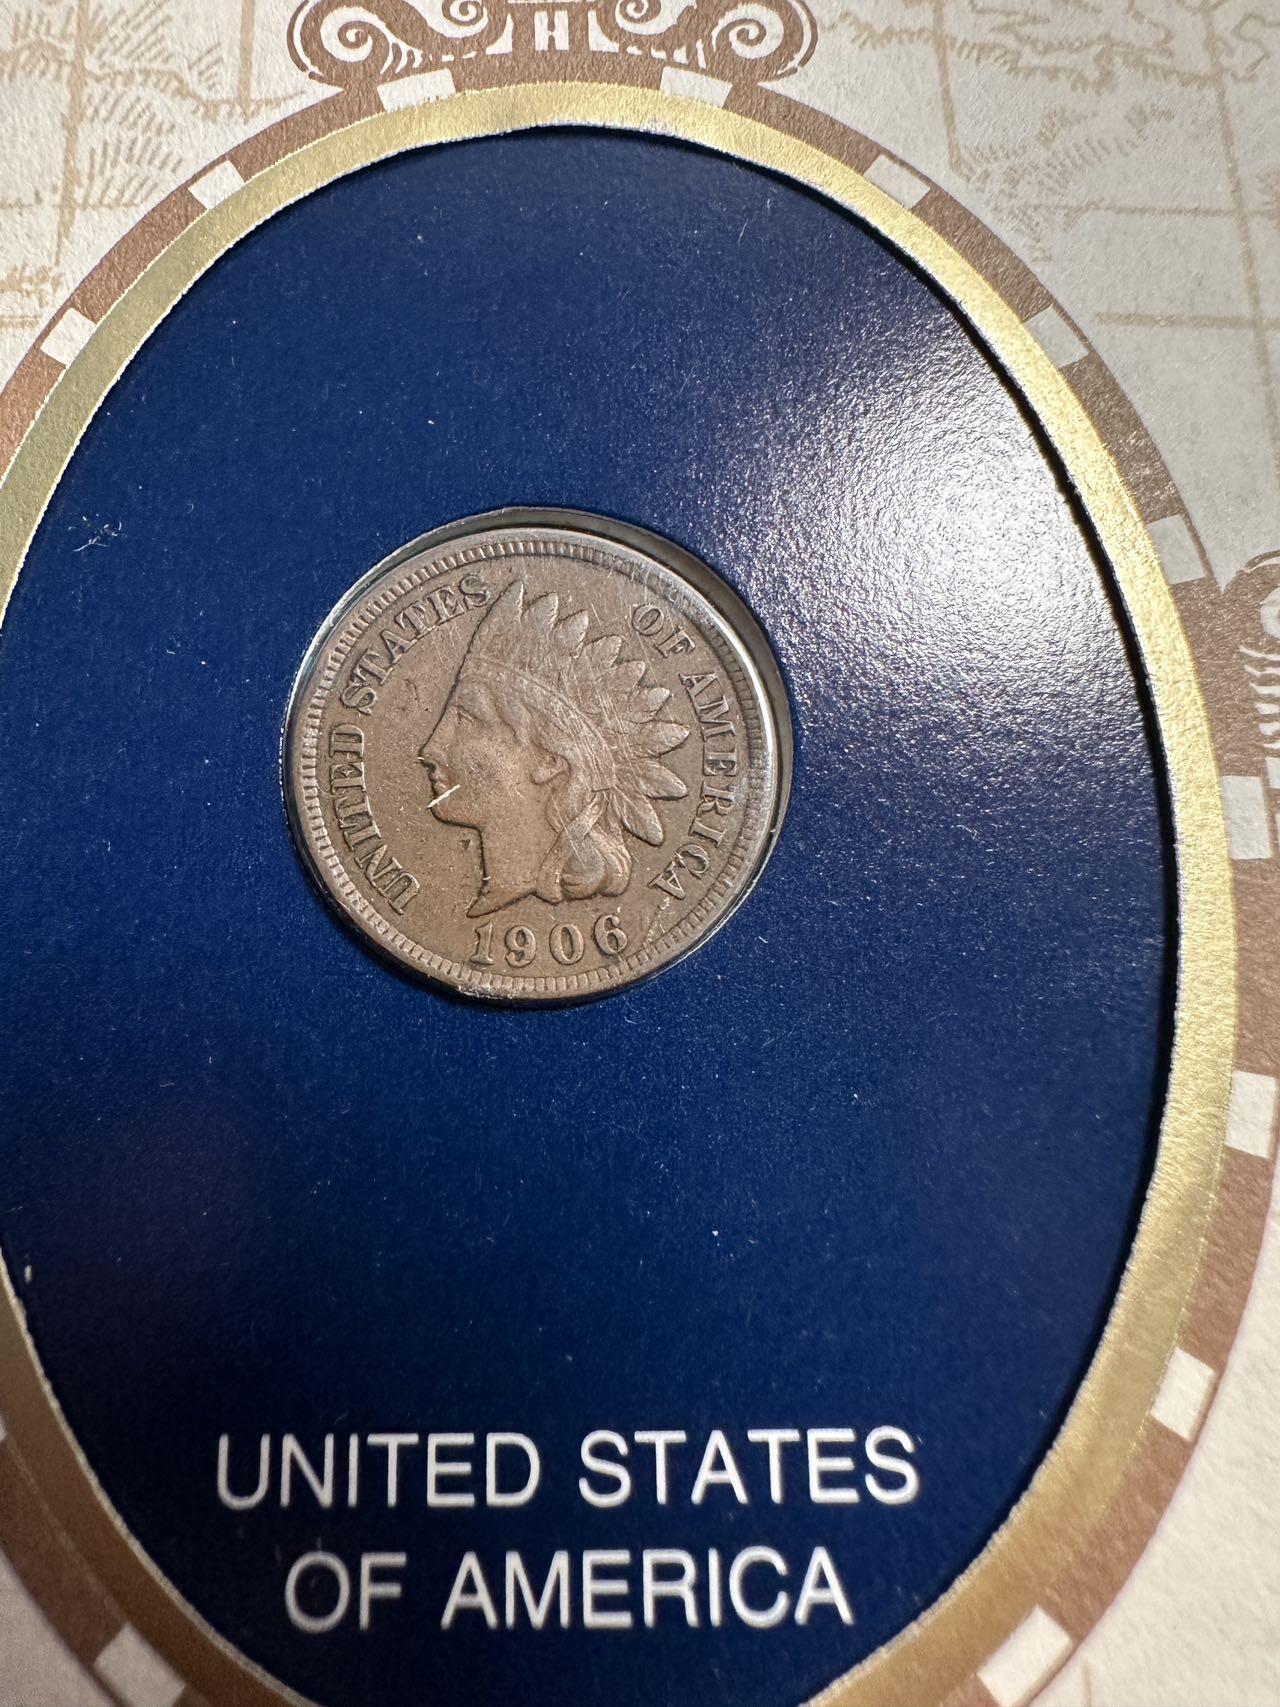 H
UNITED STATES OF AMERICA
1906
UNITED STATES
OF AMERICA